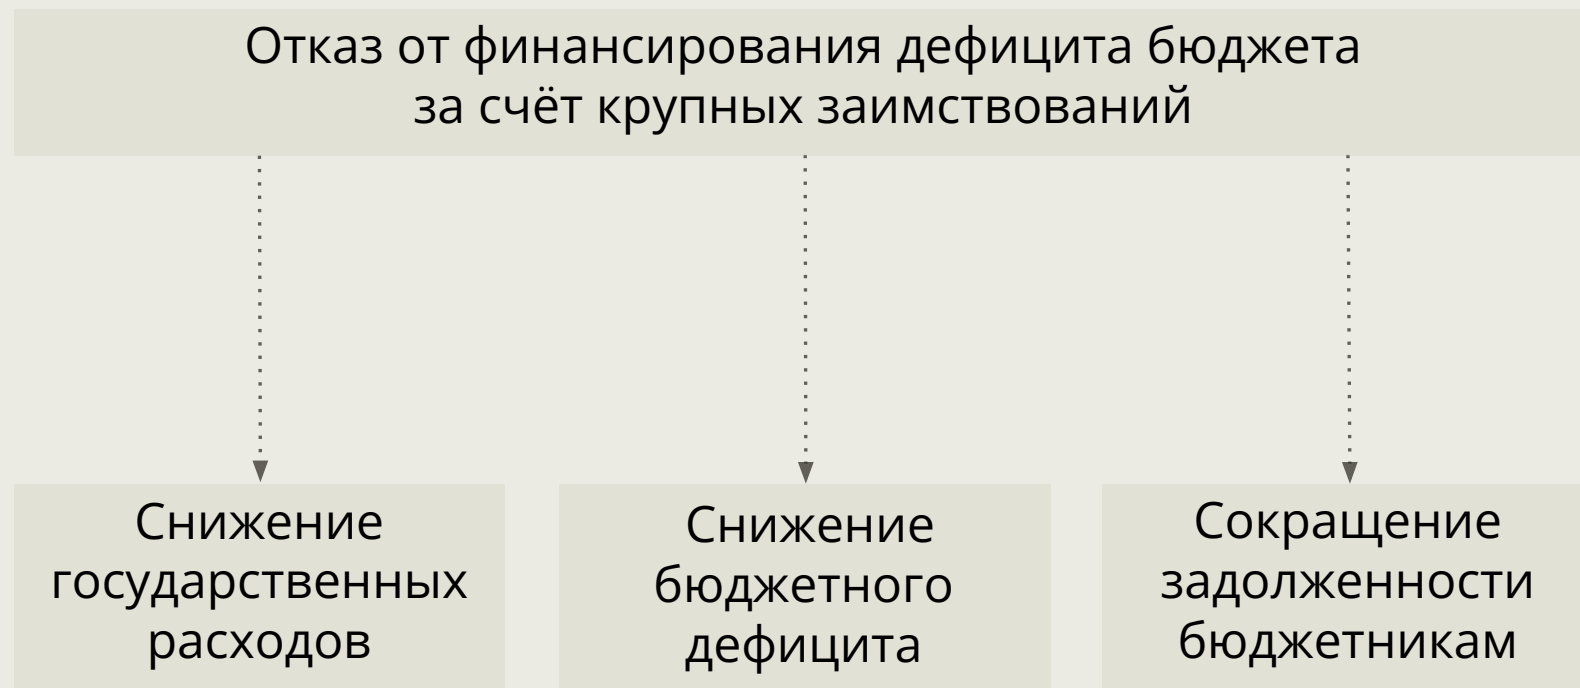 Отказ от финансирования дефицита бюджета
за счёт крупных заимствований
Снижение
государственных
расходов
Снижение
бюджетного
дефицита
Сокращение
задолженности
бюджетникам